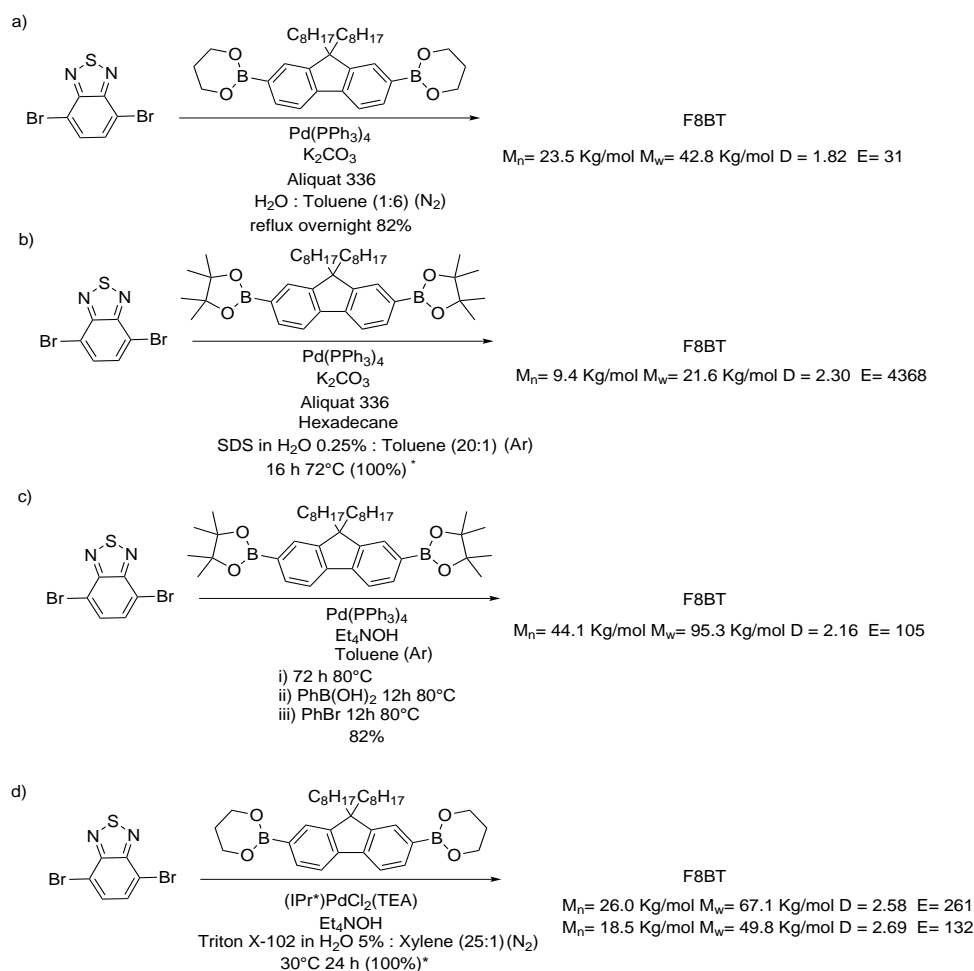 a)
C8H17C8H17
S
N N
Br Br
O O
B B
O O
Pd(PPh3)4
K2CO3
Aliquat 336
H2O : Toluene (1:6) (N2)
reflux overnight 82%
F8BT
Mn= 23.5 Kg/mol Mw= 42.8 Kg/mol D = 1.82 E= 31
b)
C8H17C8H17
S
N N
Br Br
O O
B B
O O
Pd(PPh3)4
K2CO3
Aliquat 336
Hexadecane
SDS in H2O 0.25% : Toluene (20:1) (Ar)
16 h 72°C (100%) *
F8BT
Mn= 9.4 Kg/mol Mw= 21.6 Kg/mol D = 2.30 E= 4368
c)
C8H17C8H17
S
N N
Br Br
O O
B B
O O
Pd(PPh3)4
Et4NOH
Toluene (Ar)
i) 72 h 80°C
ii) PhB(OH)2 12h 80°C
iii) PhBr 12h 80°C
82%
F8BT
Mn= 44.1 Kg/mol Mw= 95.3 Kg/mol D = 2.16 E= 105
d)
C8H17C8H17
S
N N
Br Br
O O
B B
O O
(IPr*)PdCl2(TEA)
Et4NOH
Triton X-102 in H2O 5% : Xylene (25:1) (N2)
30°C 24 h (100%)*
F8BT
Mn= 26.0 Kg/mol Mw= 67.1 Kg/mol D = 2.58 E= 261
Mn= 18.5 Kg/mol Mw= 49.8 Kg/mol D = 2.69 E= 132